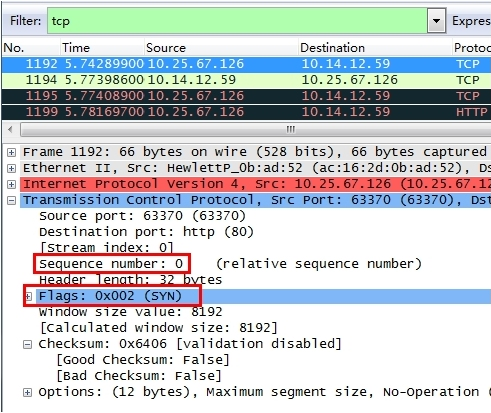 Filter: tcp Expres
No. Time Source Destination Protoc
1192 5.74289900 10.25.67.126 10.14.12.59 TCP
1194 5.77398600 10.14.12.59 10.25.67.126 TCP
1195 5.77408900 10.25.67.126 10.14.12.59 TCP
1199 5.78169700 10.25.67.126 10.14.12.59 HTTP
Frame 1192: 66 bytes on wire (528 bits), 66 bytes captured
Ethernet II, Src: HewlettP_0b:ad:52 (ac:16:2d:0b:ad:52), Ds
Internet Protocol Version 4, Src: 10.25.67.126 (10.25.67.12
Transmission Control Protocol, Src Port: 63370 (63370), Dst
Source port: 63370 (63370)
Destination port: http (80)
[Stream index: 0]
Sequence number: 0 (relative sequence number)
Header length: 32 bytes
Flags: 0x002 (SYN)
Window size value: 8192
[Calculated window size: 8192]
Checksum: 0x6406 [validation disabled]
[Good Checksum: False]
[Bad Checksum: False]
Options: (12 bytes), Maximum segment size, No-Operation (